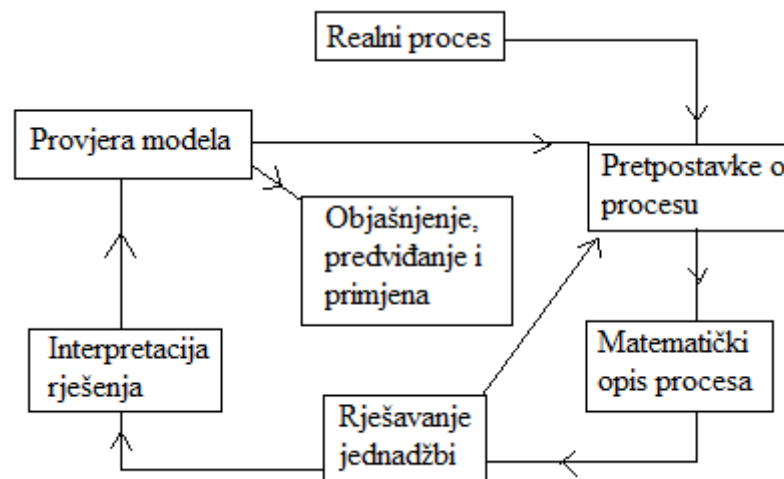 Realni proces
Provjera modela
Pretpostavke o
procesu
Objašnjenje,
predviđanje i
primjena
Matematički
opis procesa
Interpretacija
rješenja
Rješavanje
jednadžbi